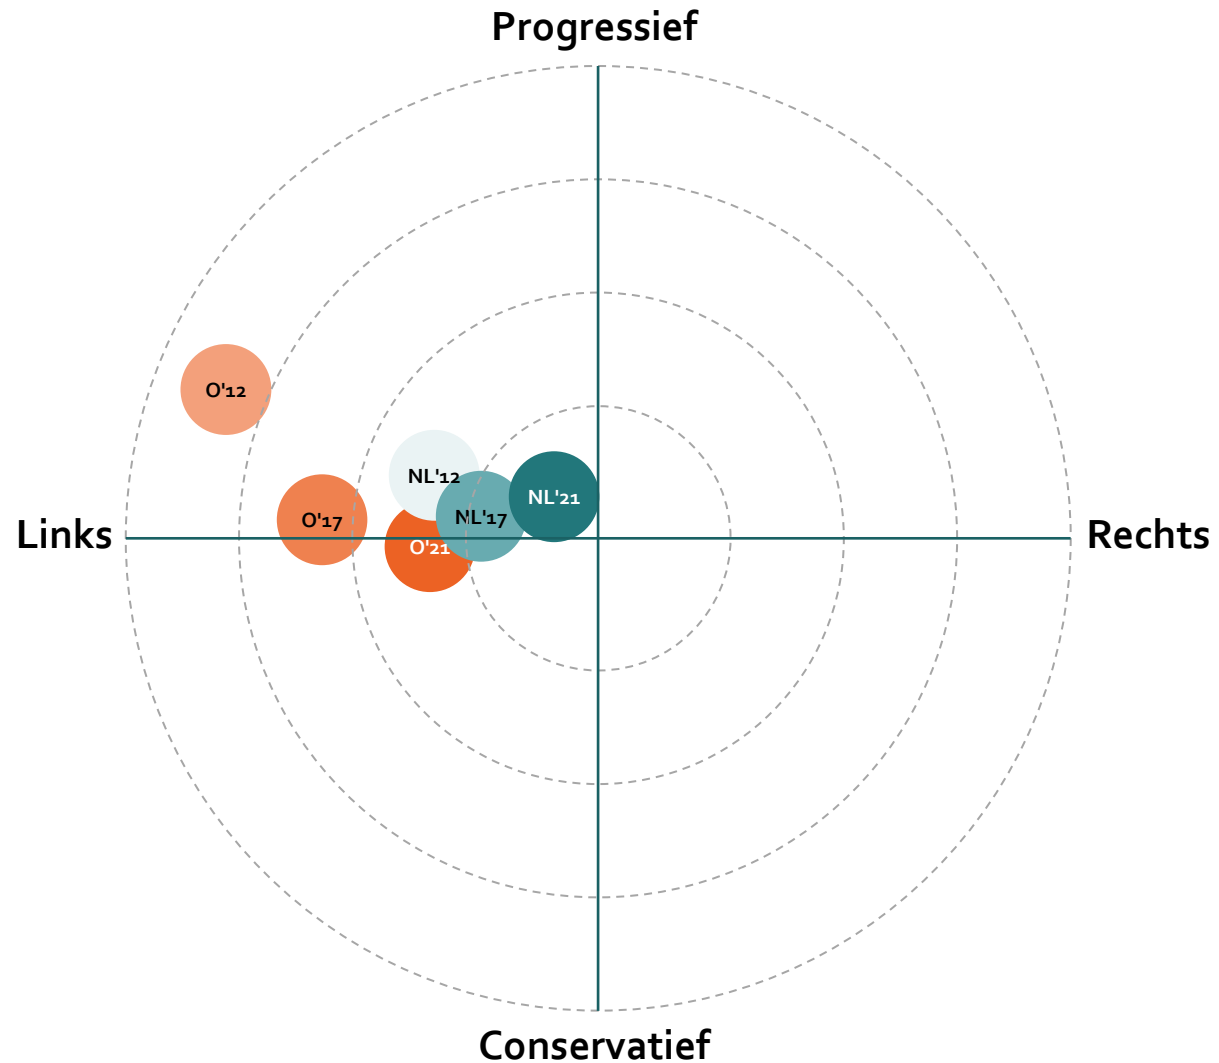 Progressief
O'12
NL'12
NL'21
NL'17
O'17
Links
Rechts
O'21
Conservatief